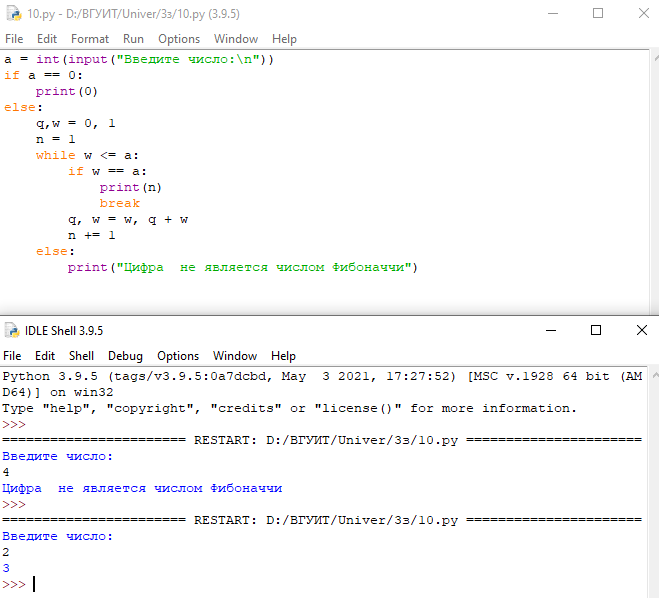 10.py - D:/ВГУИТ/Univer/3з/10.py (3.9.5)
File Edit Format Run Options Window Help
a = int(input("Введите число:\n"))
if a == 0:
    print(0)
else:
    q,w = 0, 1
    n = 1
    while w <= a:
        if w == a:
            print(n)
            break
        q, w = w, q + w
        n += 1
    else:
        print("Цифра  не является числом Фибоначчи")
IDLE Shell 3.9.5
File Edit Shell Debug Options Window Help
Python 3.9.5 (tags/v3.9.5:0a7dcbd, May  3 2021, 17:27:52) [MSC v.1928 64 bit (AM
D64)] on win32
Type "help", "copyright", "credits" or "license()" for more information.
>>>
======================= RESTART: D:/ВГУИТ/Univer/3з/10.py ======================
Введите число:
4
Цифра  не является числом Фибоначчи
>>>
======================= RESTART: D:/ВГУИТ/Univer/3з/10.py ======================
Введите число:
2
3
>>>